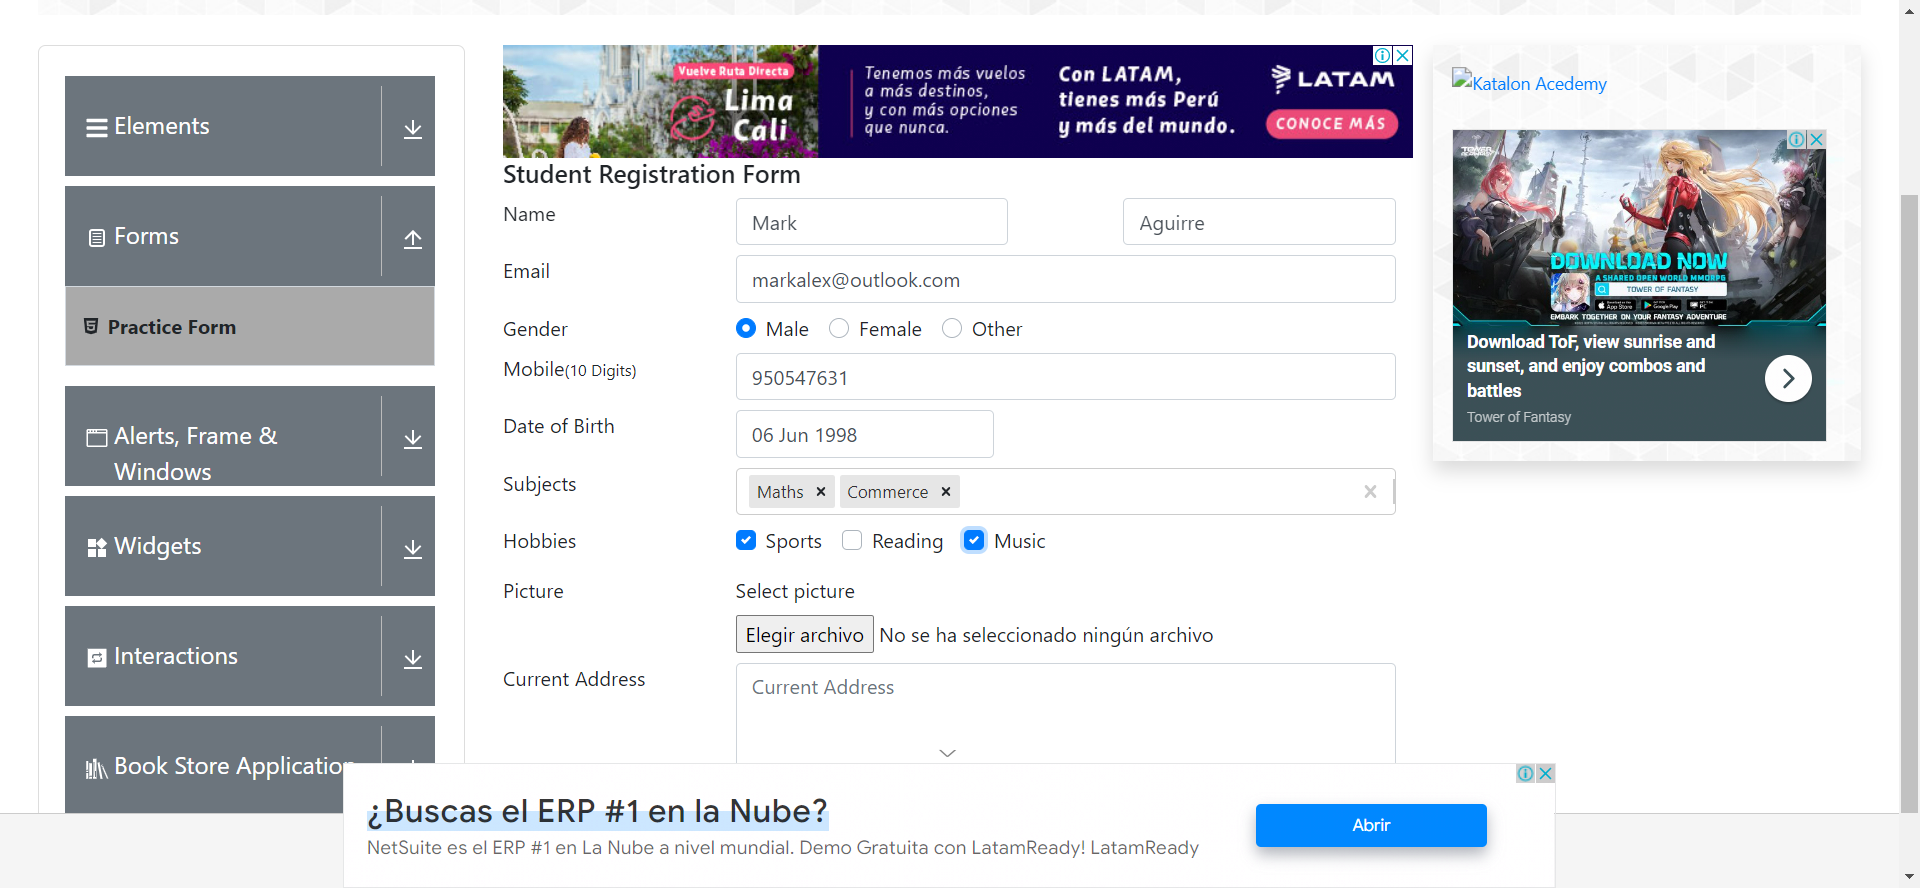 Elements
Forms
Practice Form
Alerts, Frame &
Windows
Widgets
Interactions
Book Store Application
Vuelve Ruta Directa
Lima
Cali
Tenemos más vuelos
a más destinos,
y con más opciones
que nunca.
Con LATAM,
tienes más Perú
y más del mundo.
LATAM
CONOCE MÁS
Student Registration Form
Name
Mark
Aguirre
Email
markalex@outlook.com
Gender
Male
Female
Other
Mobile(10 Digits)
950547631
Date of Birth
06 Jun 1998
Subjects
Maths
Commerce
Hobbies
Sports
Reading
Music
Picture
Select picture
Elegir archivo
No se ha seleccionado ningún archivo
Current Address
Current Address
Katalon Acedemy
DOWNLOAD NOW
A SHARED OPEN WORLD MMORPG
TOWER OF FANTASY
App Store
Google Play
PC
EMBARK TOGETHER ON YOUR FANTASY ADVENTURE
Download ToF, view sunrise and
sunset, and enjoy combos and
battles
Tower of Fantasy
¿Buscas el ERP #1 en la Nube?
NetSuite es el ERP #1 en La Nube a nivel mundial. Demo Gratuita con LatamReady! LatamReady
Abrir